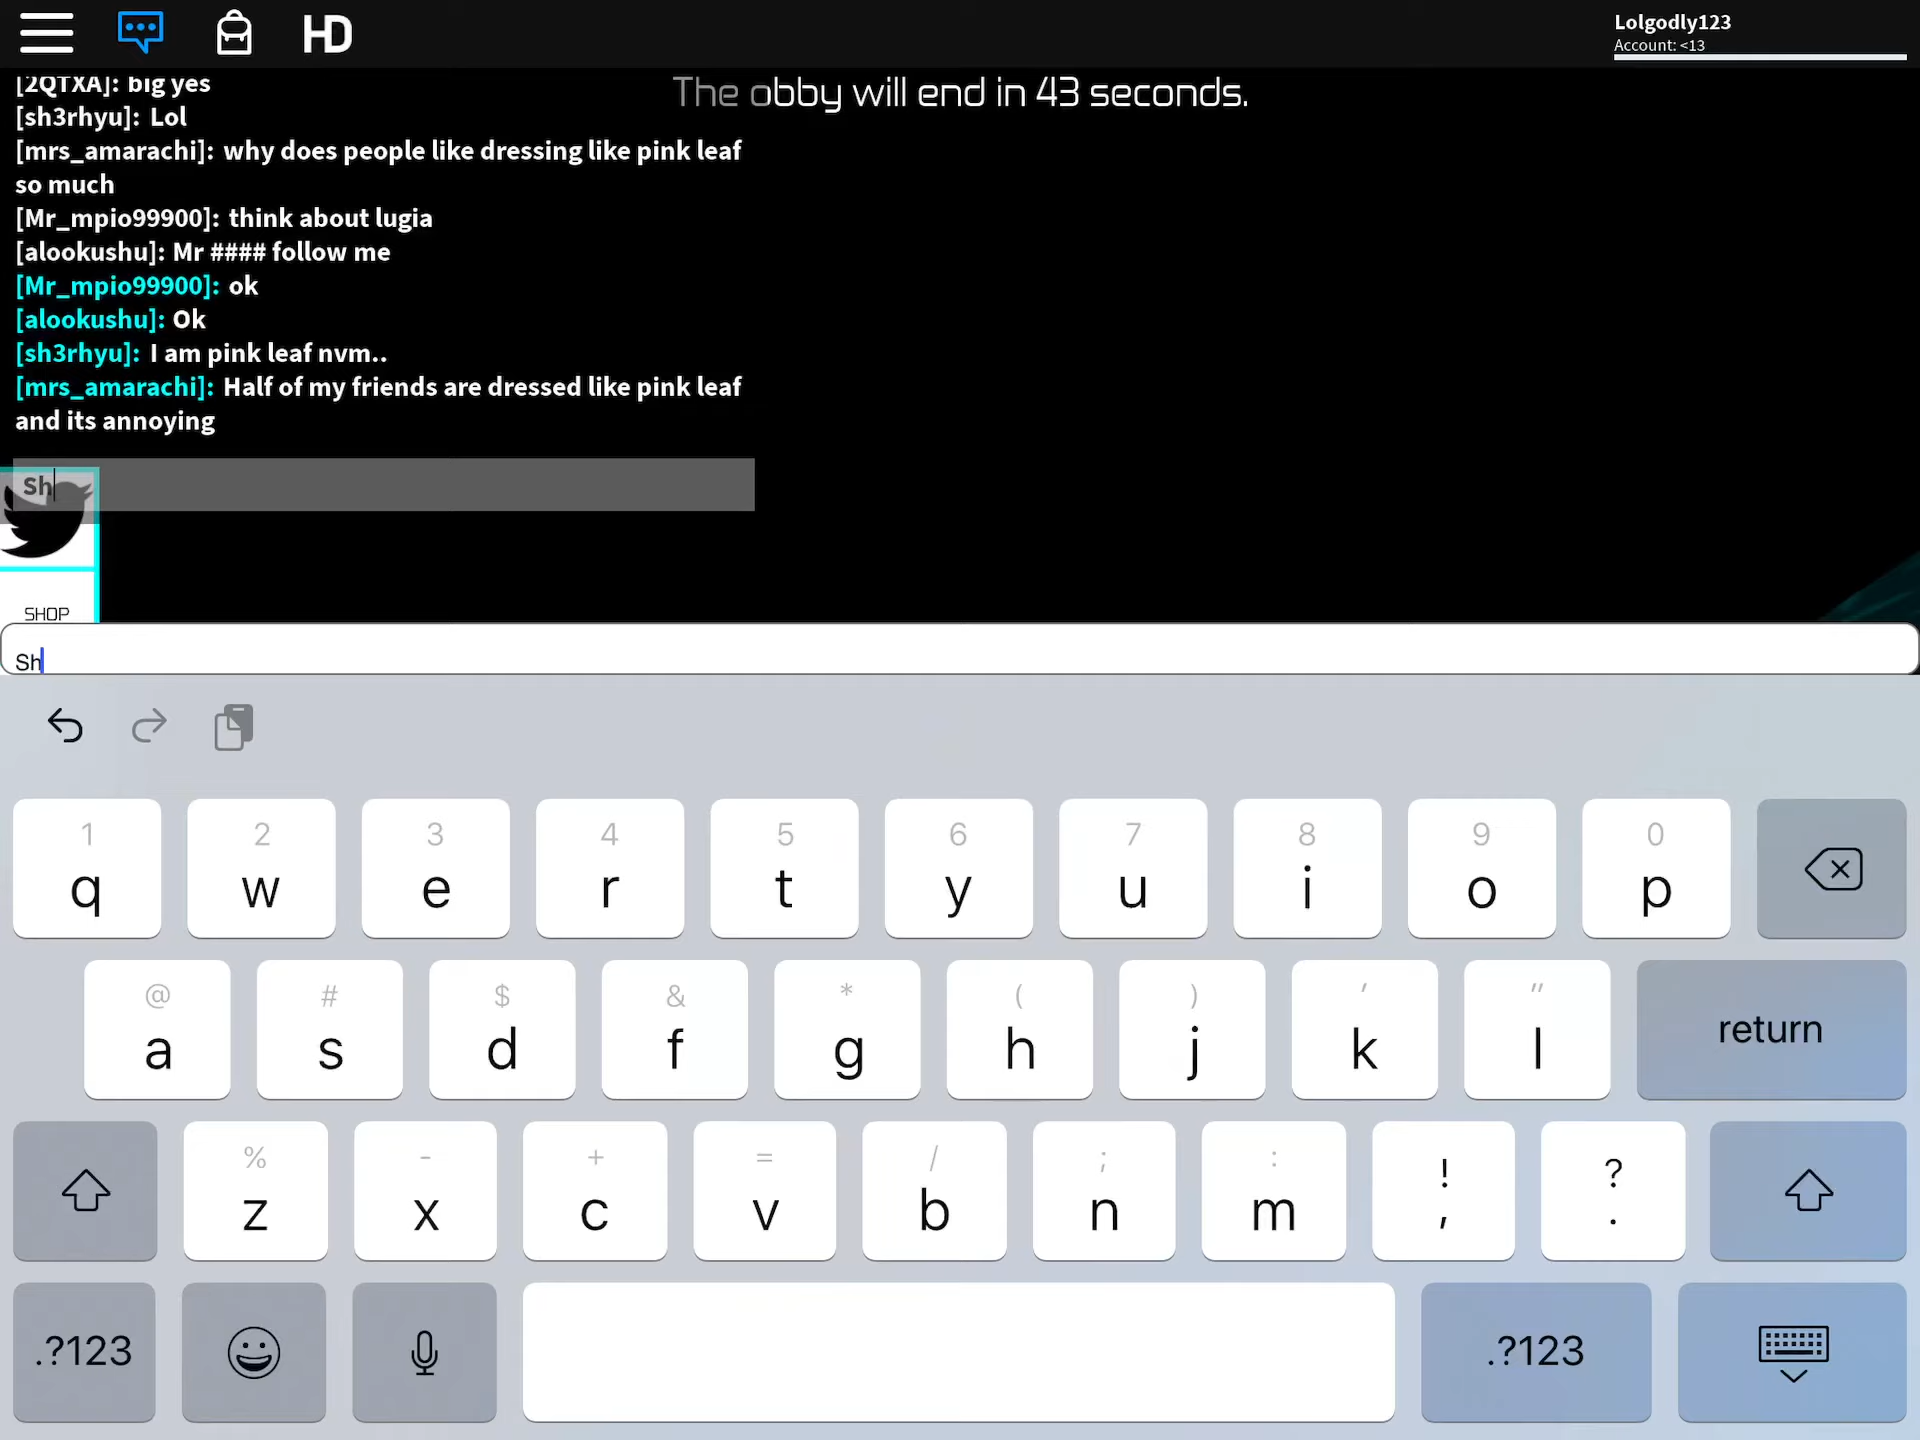 HD
Lolgodly123
Account: <13
[2QTXA]: big yes
The obby will end in 43 seconds.
[sh3rhyu]: Lol
[mrs_amarachi]: why does people like dressing like pink leaf
so much
[Mr_mpio99900]: think about lugia
[alookushu]: Mr #### follow me
[Mr_mpio99900]: ok
[alookushu]: Ok
[sh3rhyu]: I am pink leaf nvm..
[mrs_amarachi]: Half of my friends are dressed like pink leaf
and its annoying
Sh
SHOP
Sh
1 2 3 4 5 6 7 8 9 0
q w e r t y u i o p
@ # $ & * ( ) ' "
a s d f g h j k l return
% - + = / ; : ! ?
z x c v b n m , .
.?123 .?123